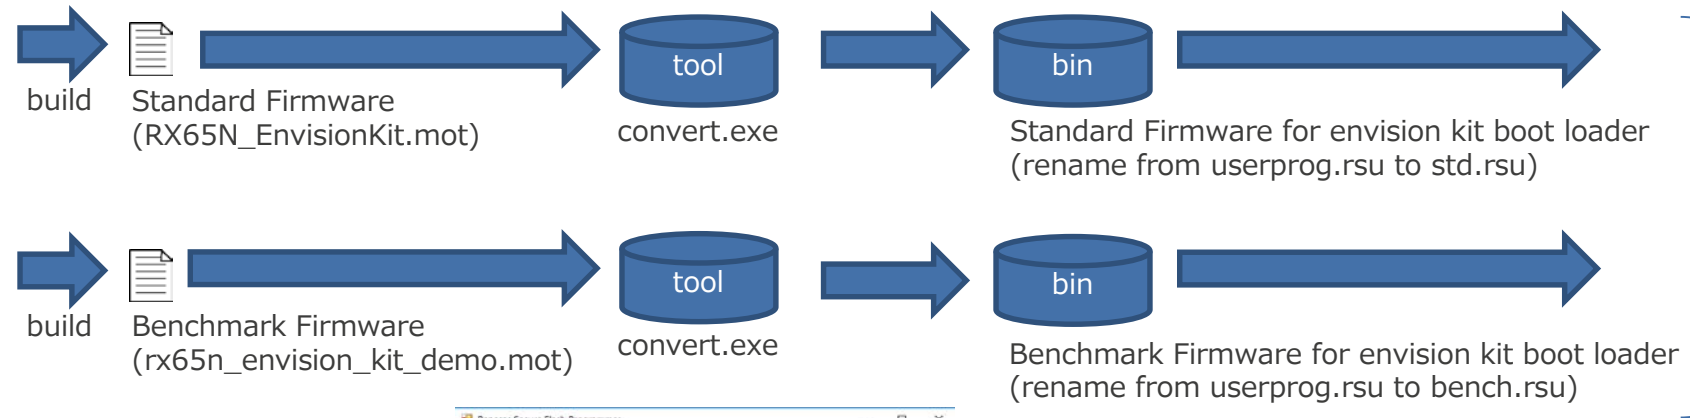 tool
bin
build
Standard Firmware
(RX65N_EnvisionKit.mot)
convert.exe
Standard Firmware for envision kit boot loader
(rename from userprog.rsu to std.rsu)
tool
bin
build
Benchmark Firmware
(rx65n_envision_kit_demo.mot)
convert.exe
Benchmark Firmware for envision kit boot loader
(rename from userprog.rsu to bench.rsu)